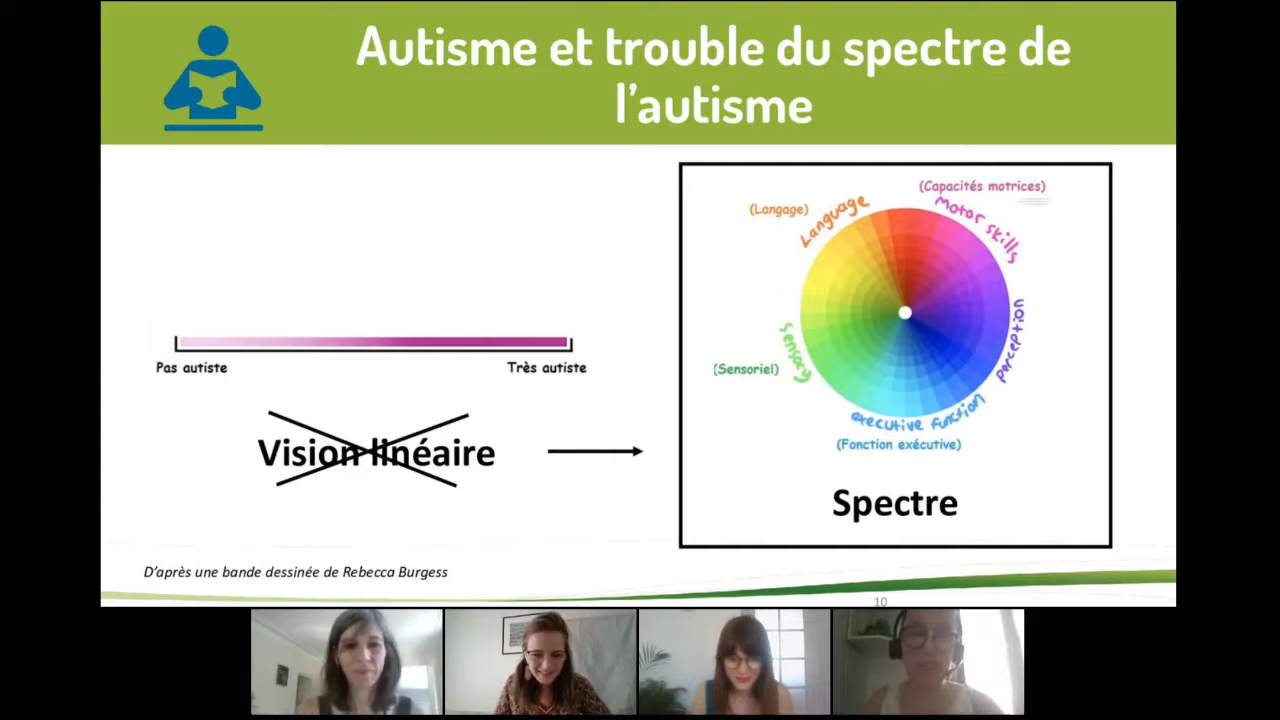 Autisme et trouble du spectre de
l'autisme
Pas autiste
Très autiste
Vision linéaire
(Capacités motrices)
(Langage)
Language
motor skills
perception
sensory
(Sensoriel)
executive function
(Fonction exécutive)
Spectre
D'après une bande dessinée de Rebecca Burgess
10